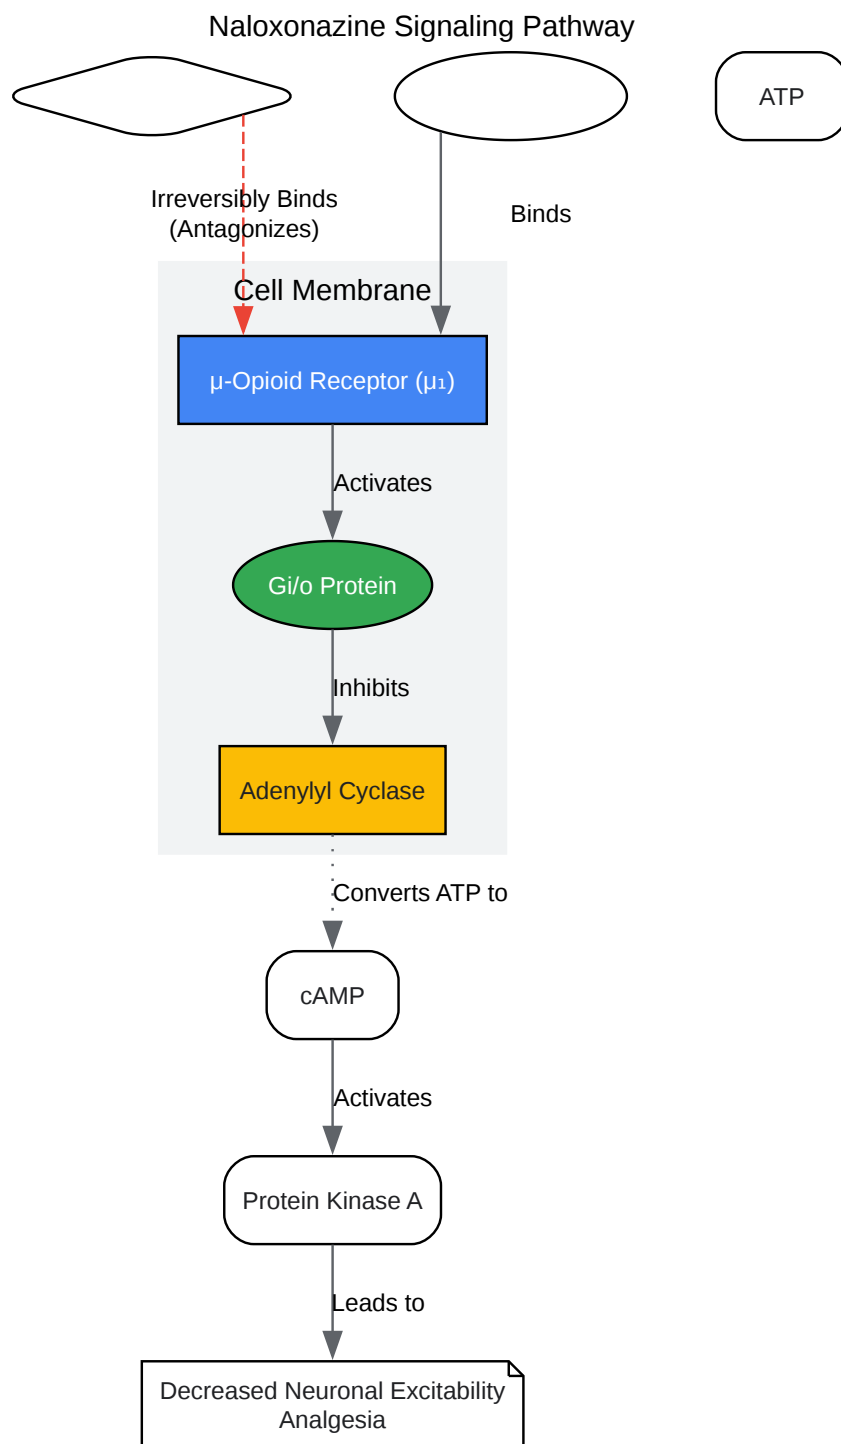 Naloxonazine Signaling Pathway
ATP
Irreversibly Binds
(Antagonizes)
Binds
Cell Membrane
μ-Opioid Receptor (μ₁)
Activates
Gi/o Protein
Inhibits
Adenylyl Cyclase
Converts ATP to
cAMP
Activates
Protein Kinase A
Leads to
Decreased Neuronal Excitability
Analgesia